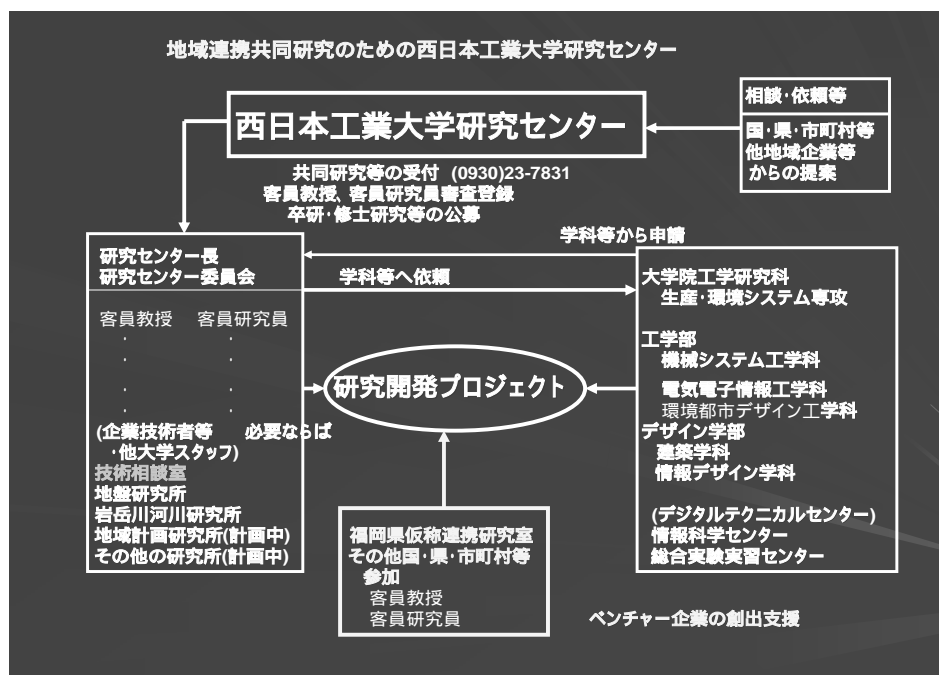 地域連携共同研究のための西日本工業大学研究センター
相談・依頼等
国・県・市町村等
他地域企業等
からの提案
西日本工業大学研究センター
共同研究等の受付 (0930)23-7831
客員教授、客員研究員審査登録
卒研・修士研究等の公募
学科等から申請
学科等へ依頼
研究センター長
研究センター委員会
客員教授 客員研究員
・ ・
・ ・
・ ・
・ ・
(企業技術者等 必要ならば
・他大学スタッフ)
技術相談室
地盤研究所
岩岳川河川研究所
地域計画研究所(計画中)
その他の研究所(計画中)
研究開発プロジェクト
大学院工学研究科
生産・環境システム専攻
工学部
機械システム工学科
電気電子情報工学科
環境都市デザイン工学科
デザイン学部
建築学科
情報デザイン学科
(デジタルテクニカルセンター)
情報科学センター
総合実験実習センター
福岡県仮称連携研究室
その他国・県・市町村等
参加
客員教授
客員研究員
ベンチャー企業の創出支援